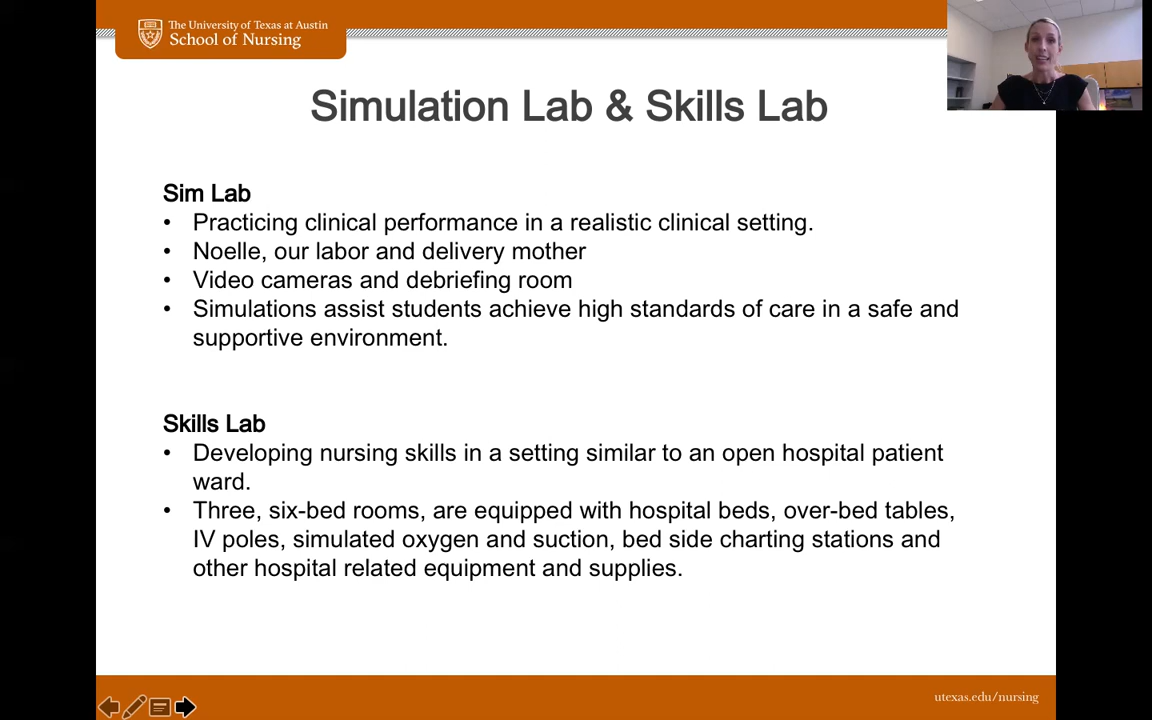 The University of Texas at Austin
School of Nursing
Simulation Lab & Skills Lab
Sim Lab
• Practicing clinical performance in a realistic clinical setting.
• Noelle, our labor and delivery mother
• Video cameras and debriefing room
• Simulations assist students achieve high standards of care in a safe and
supportive environment.
Skills Lab
• Developing nursing skills in a setting similar to an open hospital patient
ward.
• Three, six-bed rooms, are equipped with hospital beds, over-bed tables,
IV poles, simulated oxygen and suction, bed side charting stations and
other hospital related equipment and supplies.
utexas.edu/nursing